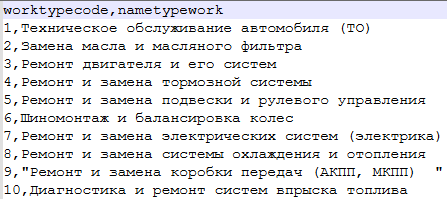 worktypecode,nametypework
1,Техническое обслуживание автомобиля (ТО)
2,Замена масла и масляного фильтра
3,Ремонт двигателя и его систем
4,Ремонт и замена тормозной системы
5,Ремонт и замена подвески и рулевого управления
6,Шиномонтаж и балансировка колес
7,Ремонт и замена электрических систем (электрика)
8,Ремонт и замена системы охлаждения и отопления
9,"Ремонт и замена коробки передач (АКПП, МКПП)  "
10,Диагностика и ремонт систем впрыска топлива